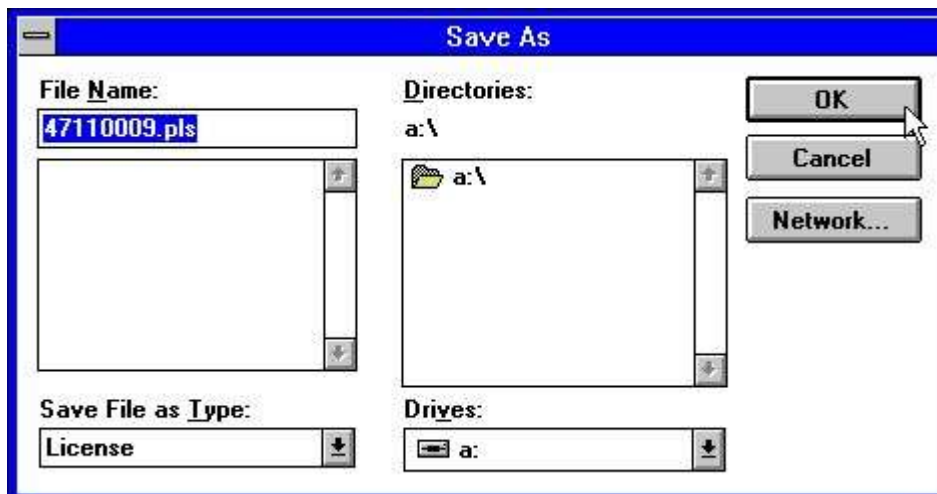 Save As
File Name:
47110009.pls
Directories:
a:\
a:\
OK
Cancel
Network...
Save File as Type:
License
Drives:
a: